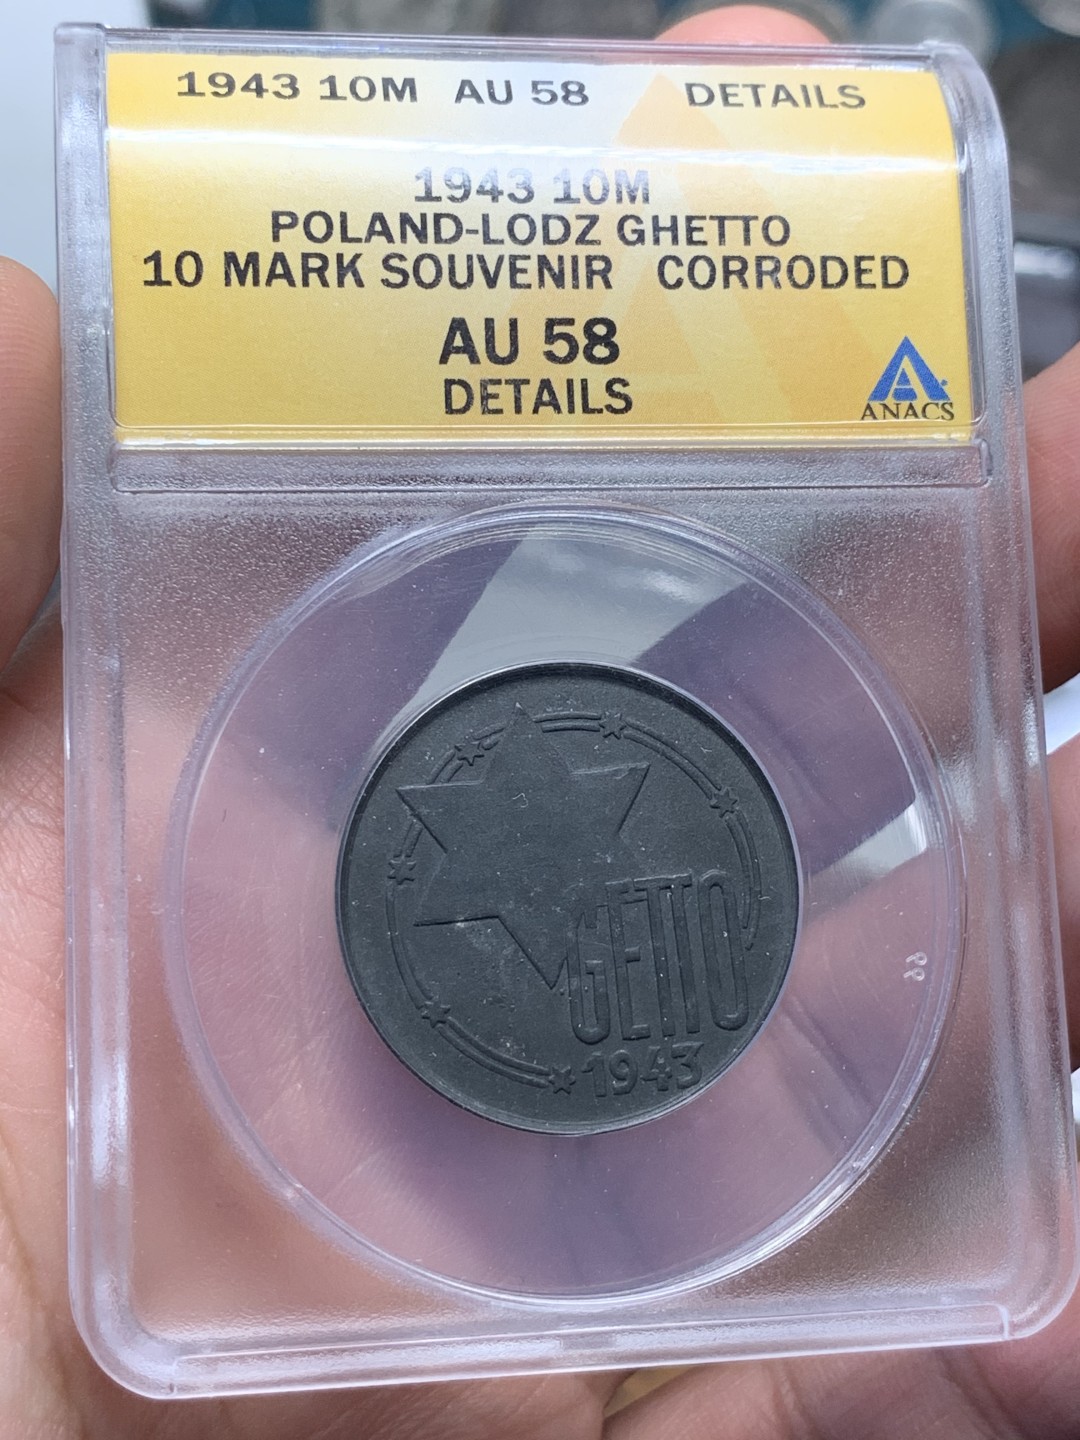 1943 10M AU 58 DETAILS
1943 10M
POLAND-LODZ GHETTO
10 MARK SOUVENIR CORRODED
AU 58
DETAILS
ANACS
GETTO
1943